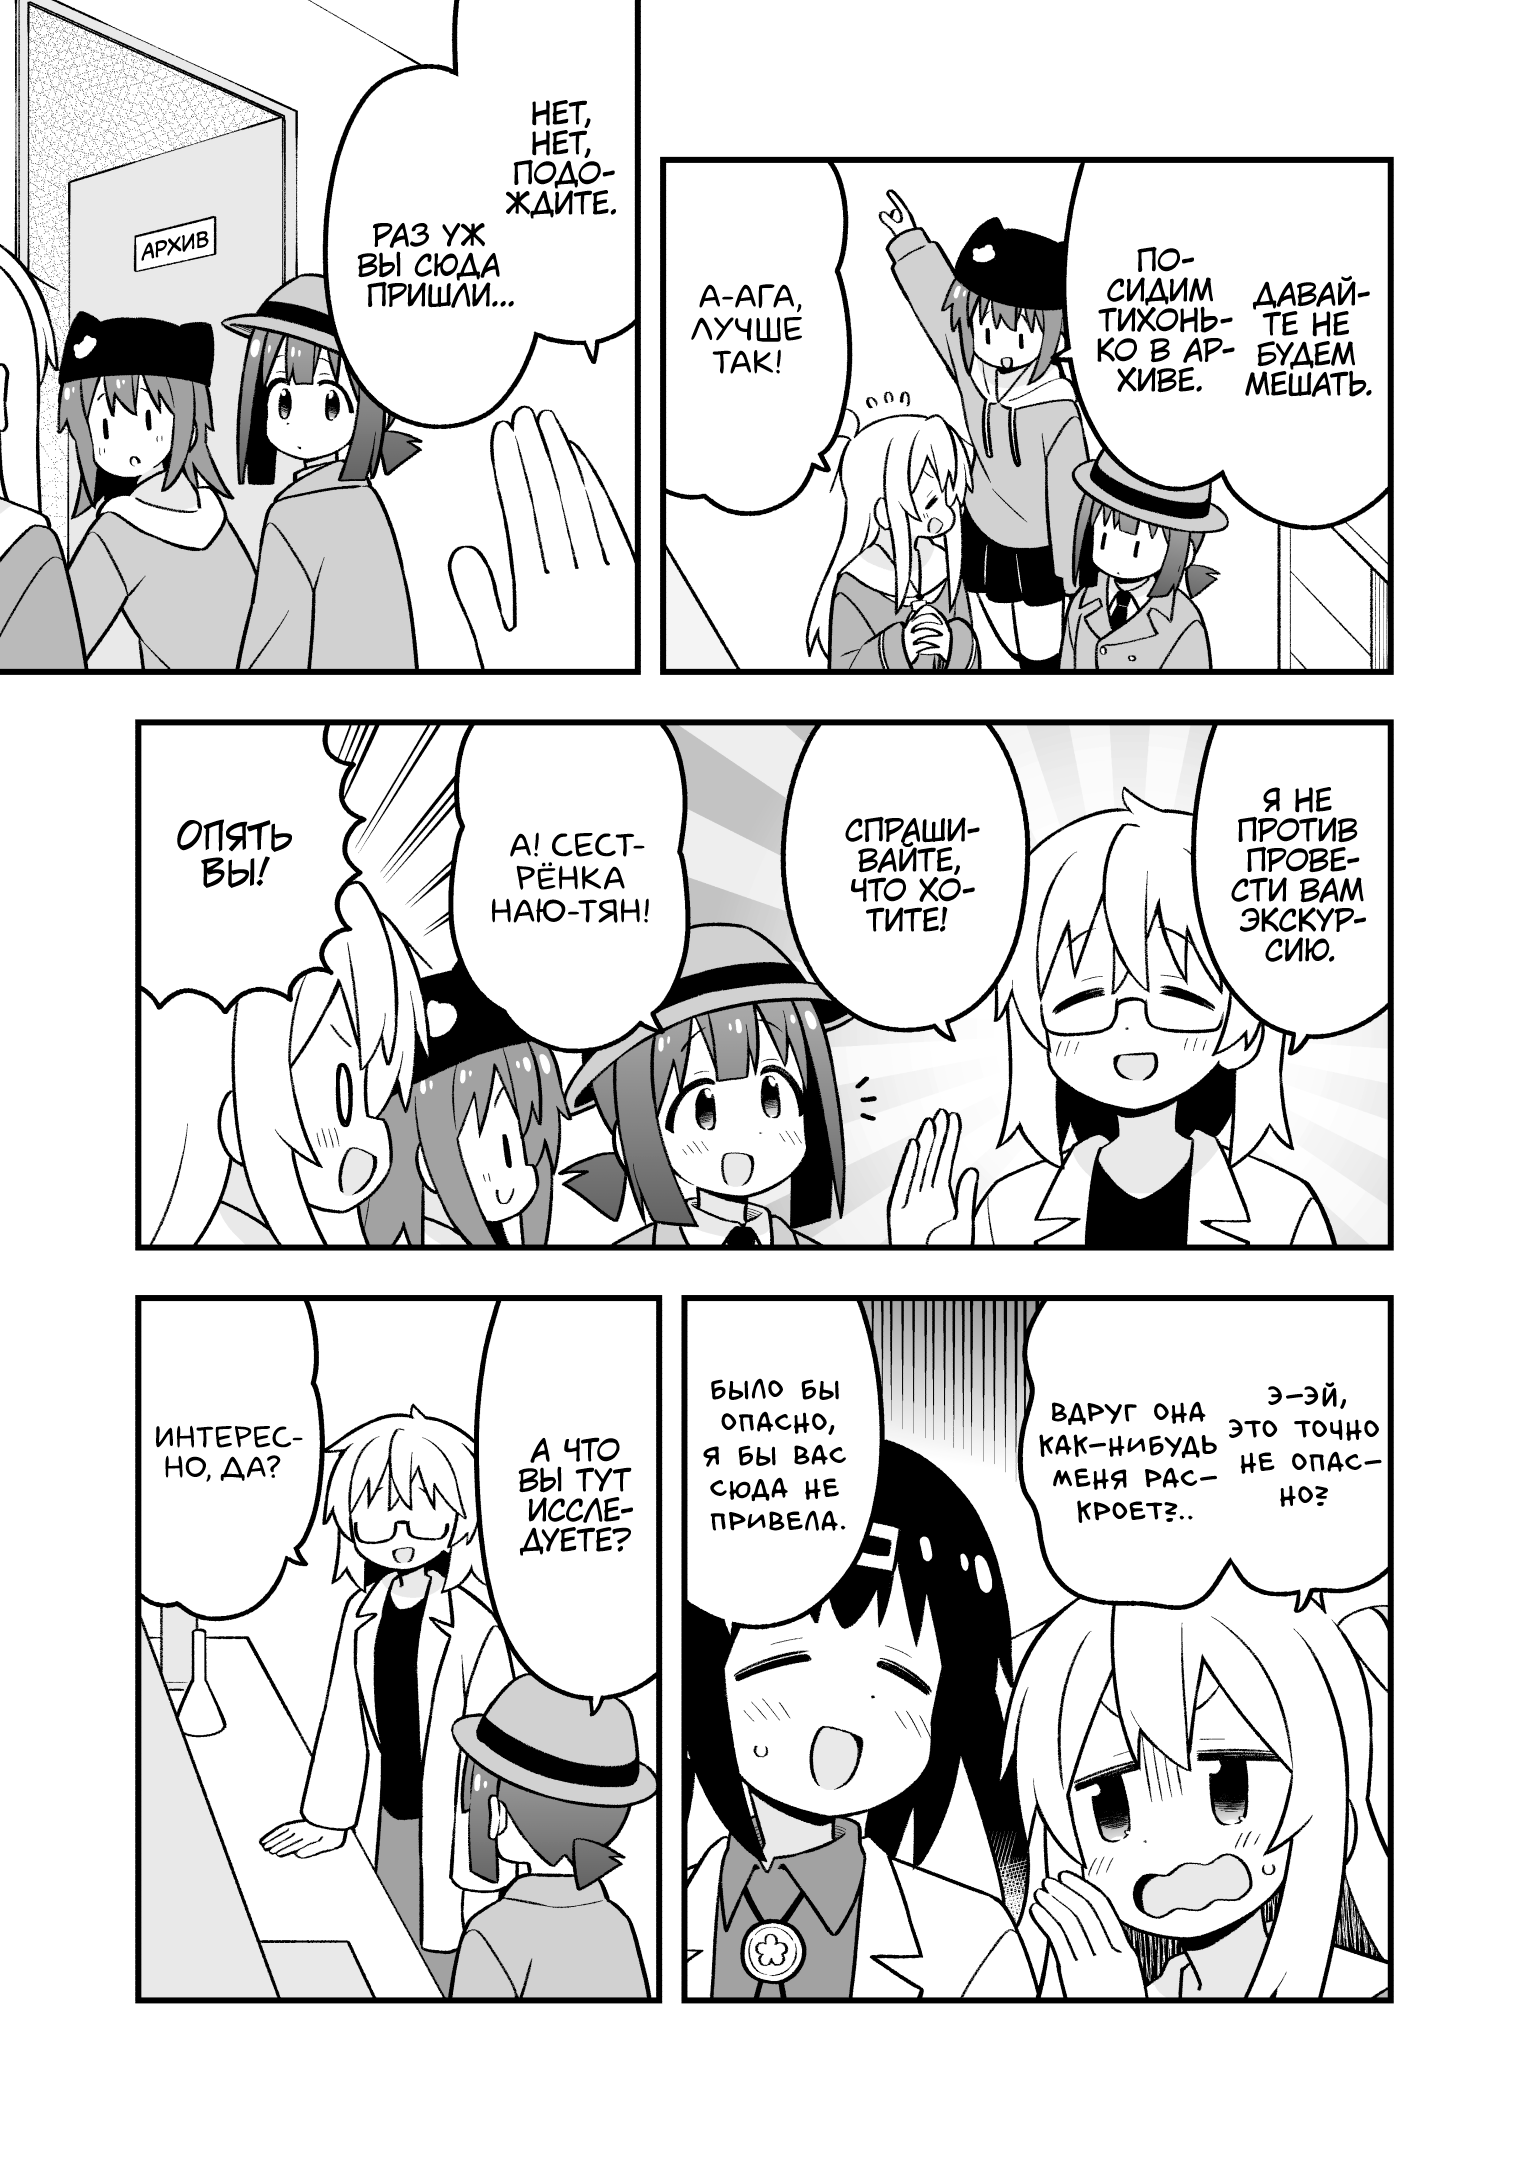 ДАВАЙ-
ТЕ НЕ
БУДЕМ
МЕШАТЬ.
ПО-
СИДИМ
ТИХОНЬ-
КО В АР-
ХИВЕ.
А-АГА,
ЛУЧШЕ
ТАК!
НЕТ,
НЕТ,
ПОДО-
ЖДИТЕ.
РАЗ УЖ
ВЫ СЮДА
ПРИШЛИ...
АРХИВ
Я НЕ
ПРОТИВ
ПРОВЕ-
СТИ ВАМ
ЭКСКУР-
СИЮ.
СПРАШИ-
ВАЙТЕ,
ЧТО ХО-
ТИТЕ!
А! СЕСТ-
РЁНКА
НАЮ-ТЯН!
ОПЯТЬ
ВЫ!
Э-ЭЙ,
ЭТО ТОЧНО
НЕ ОПАС-
НО?
ВДРУГ ОНА
КАК-НИБУДЬ
МЕНЯ РАС-
КРОЕТ?..
БЫЛО БЫ
ОПАСНО,
Я БЫ ВАС
СЮДА НЕ
ПРИВЕЛА.
А ЧТО
ВЫ ТУТ
ИССЛЕ-
ДУЕТЕ?
ИНТЕРЕС-
НО, ДА?